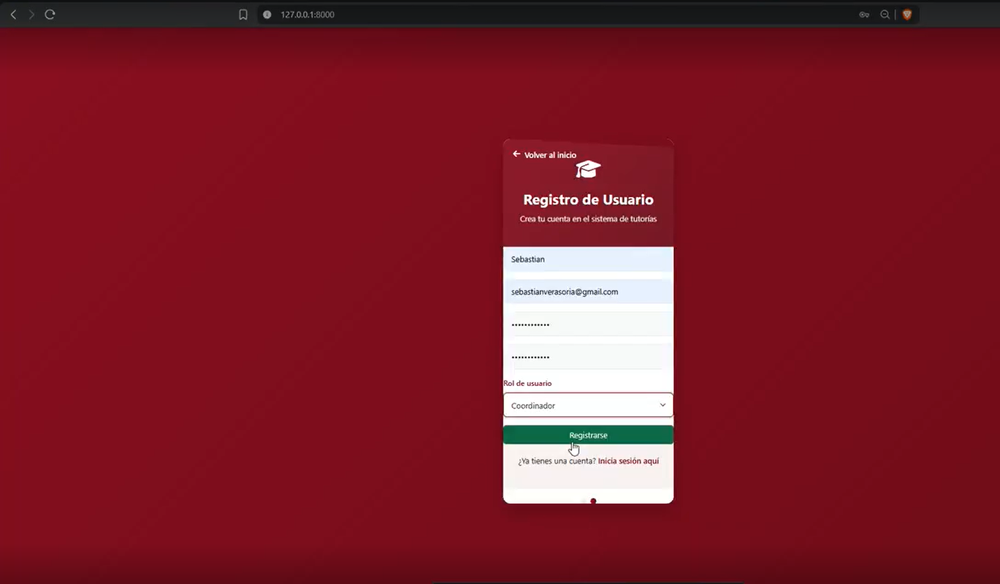 127.0.0.1:8000
Volver al inicio
Registro de Usuario
Crea tu cuenta en el sistema de tutorías
Sebastian
sebastianverasoria@gmail.com
••••••••••••
••••••••••••
Rol de usuario
Coordinador
Registrarse
¿Ya tienes una cuenta? Inicia sesión aquí